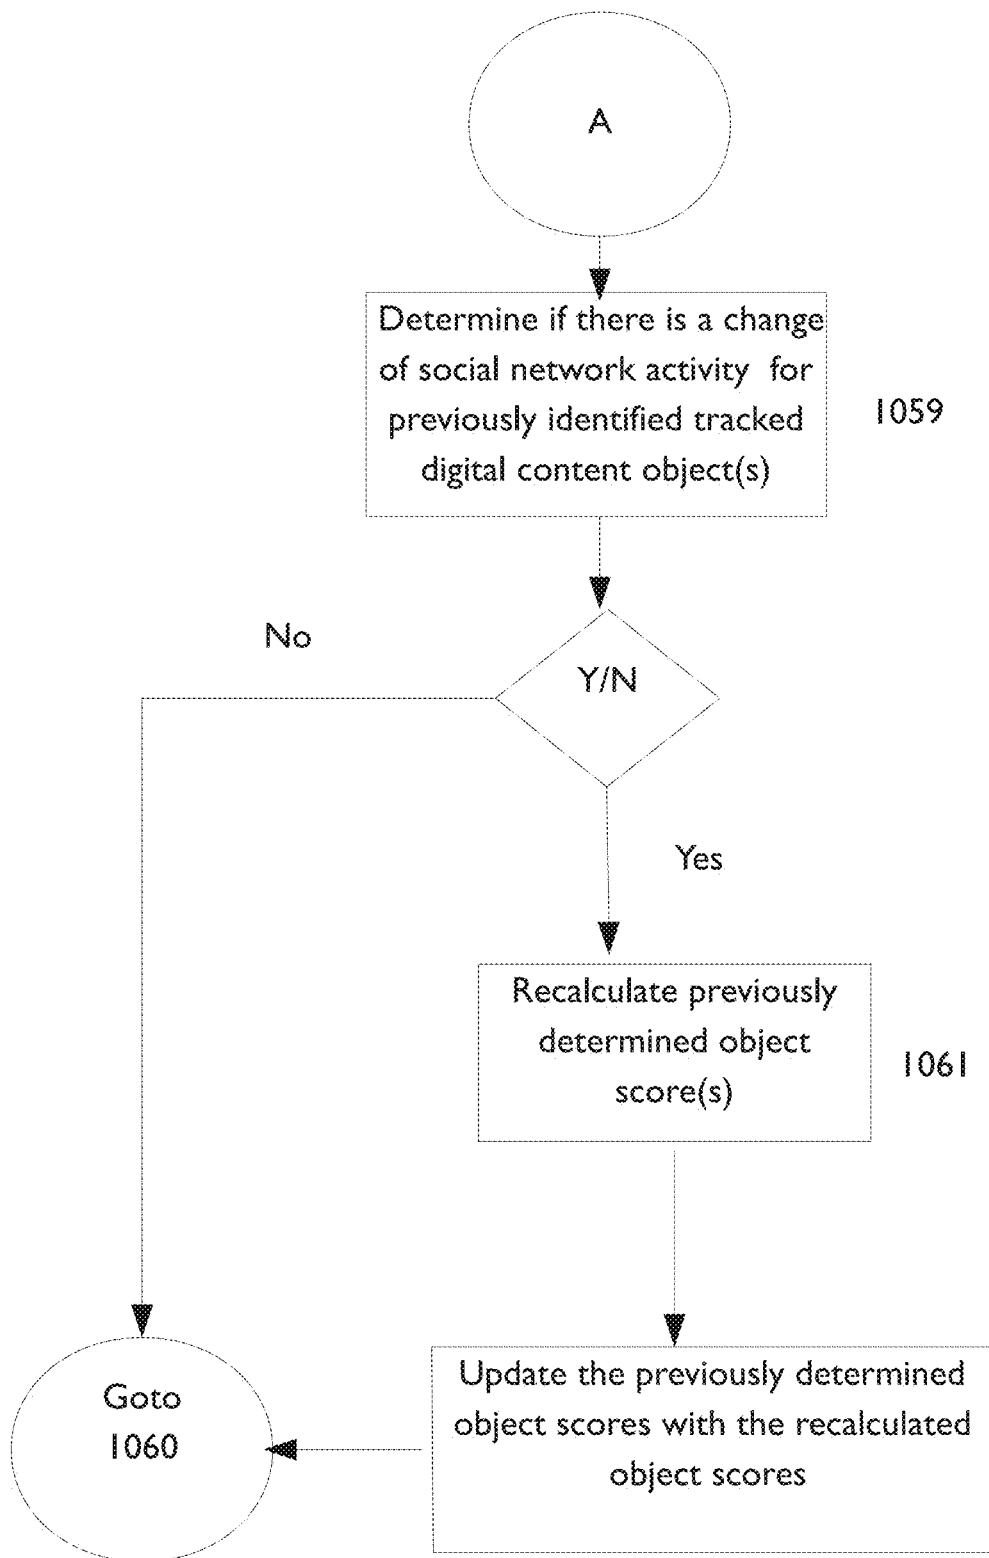 A
Determine if there is a change
of social network activity for
previously identified tracked
digital content object(s)
1059
Y/N
No
Yes
Recalculate previously
determined object
score(s)
1061
Update the previously determined
object scores with the recalculated
object scores
Goto
1060